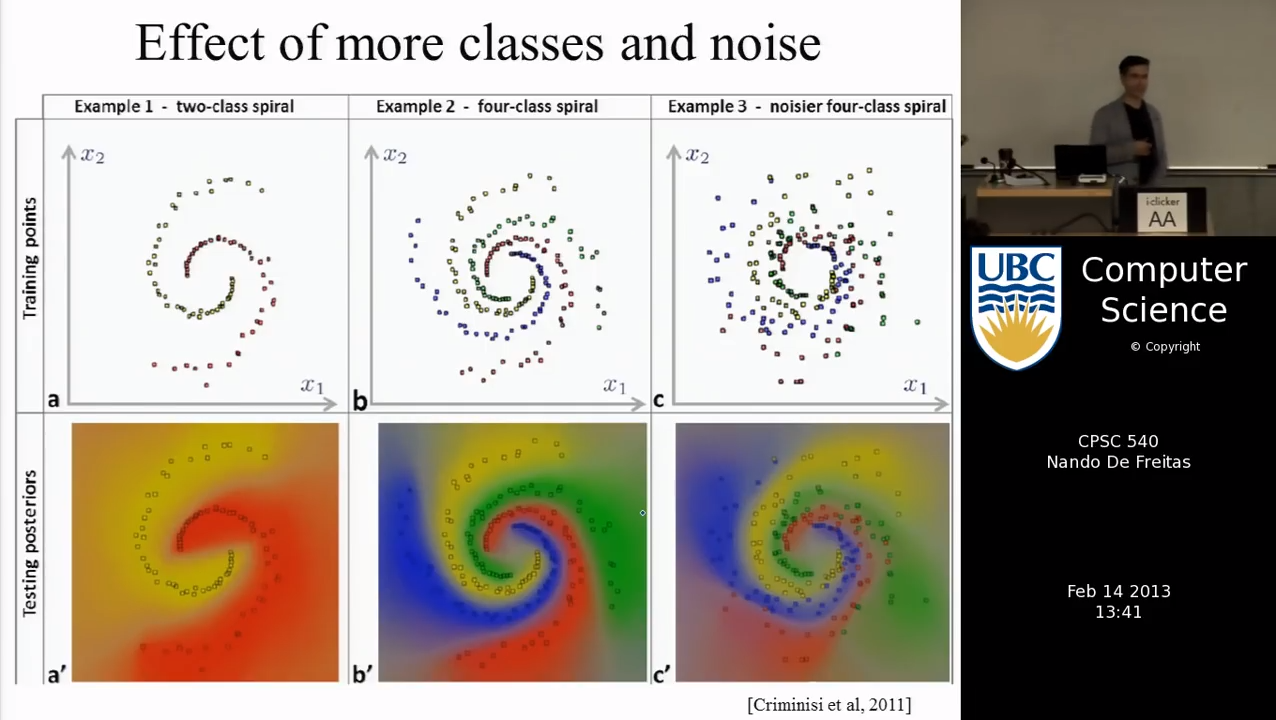 Effect of more classes and noise
Example 1 - two-class spiral
Example 2 - four-class spiral
Example 3 - noisier four-class spiral
Training points
x2
x1
a
x2
x1
b
x2
x1
c
Testing posteriors
a′
b′
c′
[Criminisi et al, 2011]
i-clicker
AA
UBC
Computer
Science
© Copyright
CPSC 540
Nando De Freitas
Feb 14 2013
13:41